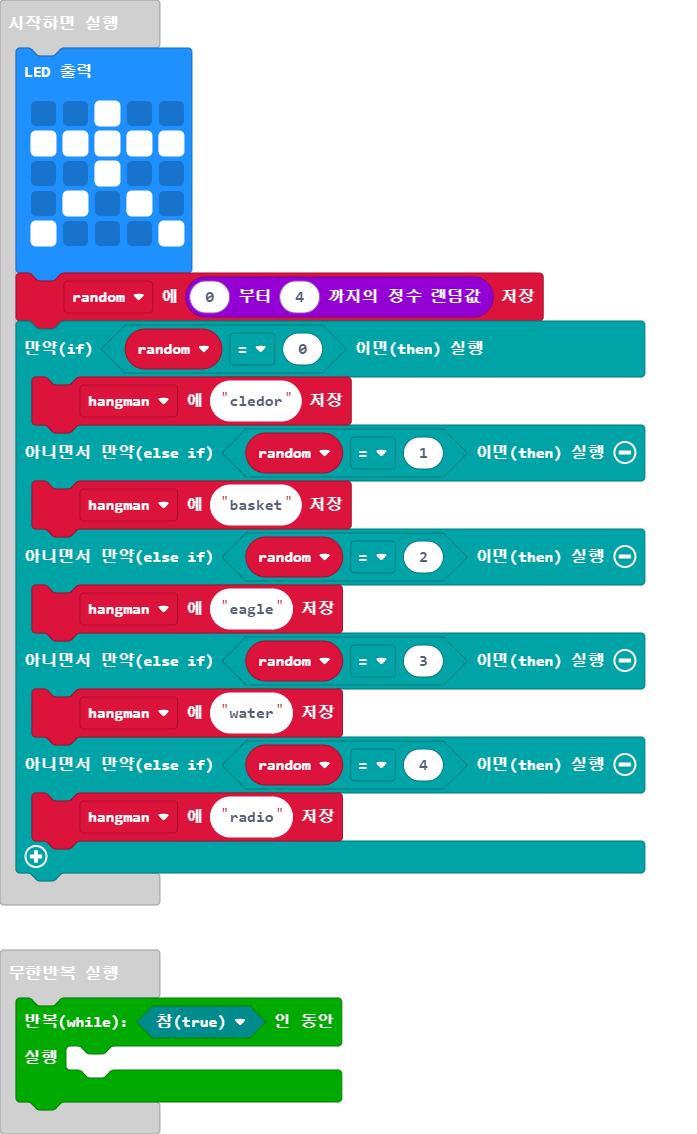 시작하면 실행
LED 출력
random 에 0 부터 4 까지의 정수 랜덤값 저장
만약(if) random = 0 이면(then) 실행
hangman 에 "cledor" 저장
아니면서 만약(else if) random = 1 이면(then) 실행
hangman 에 "basket" 저장
아니면서 만약(else if) random = 2 이면(then) 실행
hangman 에 "eagle" 저장
아니면서 만약(else if) random = 3 이면(then) 실행
hangman 에 "water" 저장
아니면서 만약(else if) random = 4 이면(then) 실행
hangman 에 "radio" 저장
무한반복 실행
반복(while): 참(true) 인 동안
실행